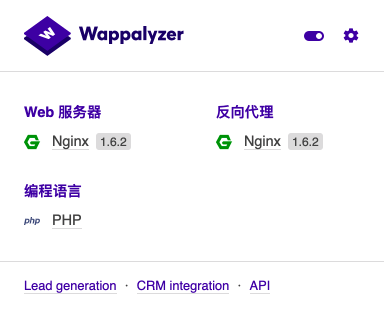 Wappalyzer
Web 服务器
反向代理
Nginx 1.6.2
Nginx 1.6.2
编程语言
php PHP
Lead generation · CRM integration · API